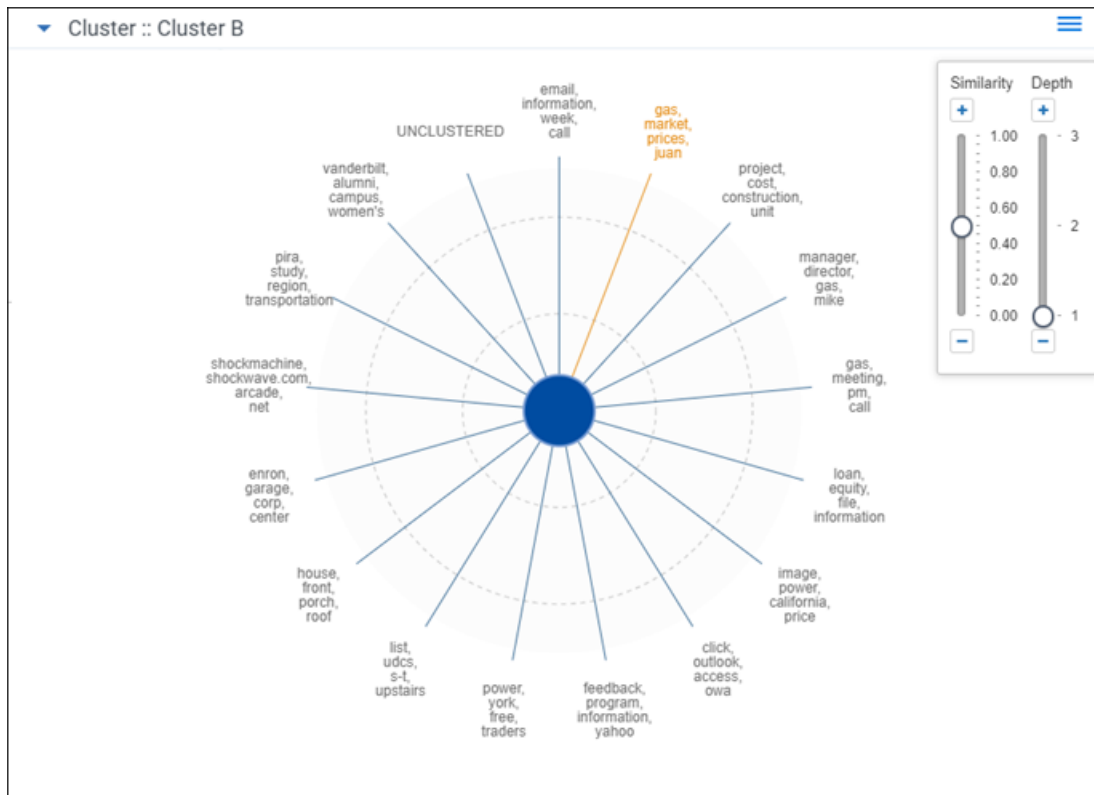 Cluster :: Cluster B
Similarity
Depth
+
+
1.00
0.80
0.60
0.40
0.20
0.00
3
2
1
−
−
email,
information,
week,
call
gas,
market,
prices,
juan
project,
cost,
construction,
unit
manager,
director,
gas,
mike
gas,
meeting,
pm,
call
loan,
equity,
file,
information
image,
power,
california,
price
click,
outlook,
access,
owa
feedback,
program,
information,
yahoo
power,
york,
free,
traders
list,
udcs,
s-t,
upstairs
house,
front,
porch,
roof
enron,
garage,
corp,
center
shockmachine,
shockwave.com,
arcade,
net
pira,
study,
region,
transportation
vanderbilt,
alumni,
campus,
women's
UNCLUSTERED